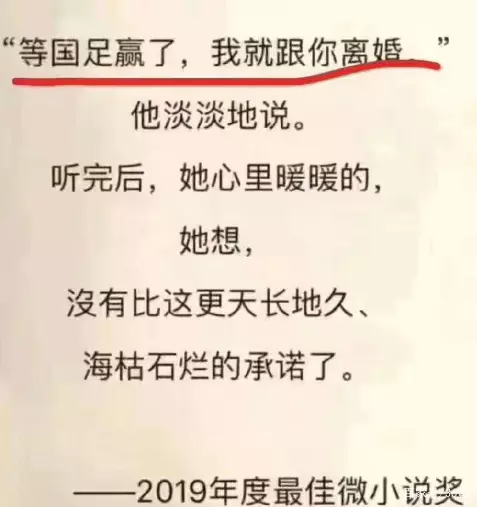 “等国足赢了，我就跟你离婚。”
他淡淡地说。
听完后，她心里暖暖的，
她想，
沒有比这更天长地久、
海枯石烂的承诺了。
——2019年度最佳微小说奖